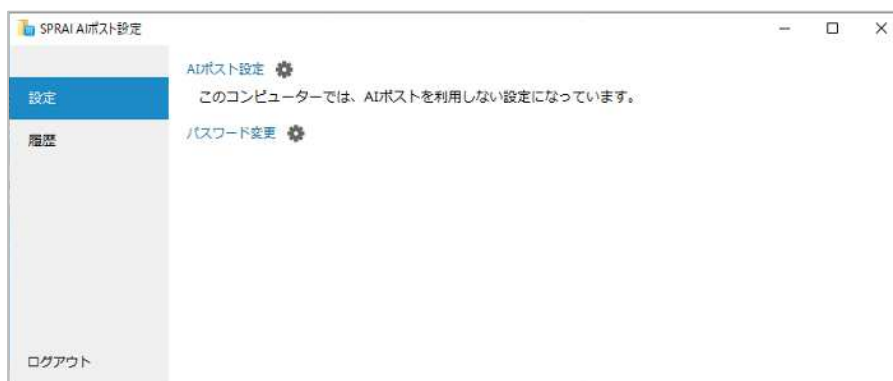 SPRAI AIポスト設定
AIポスト設定
設定
このコンピューターでは、AIポストを利用しない設定になっています。
履歴
パスワード変更
ログアウト